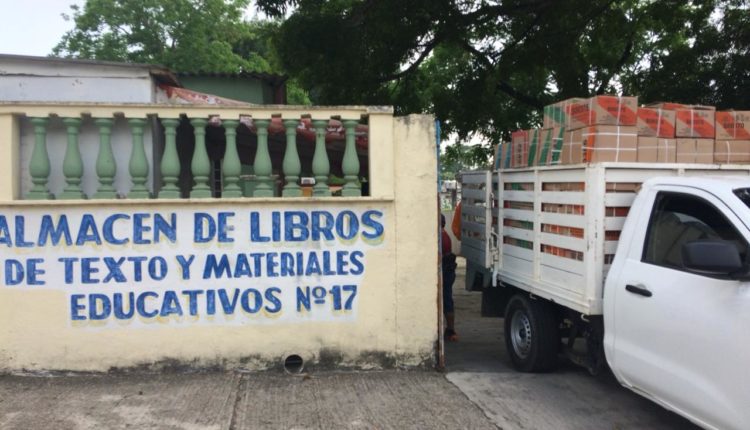 ALMACEN DE LIBROS
DE TEXTO Y MATERIALES
EDUCATIVOS Nº17